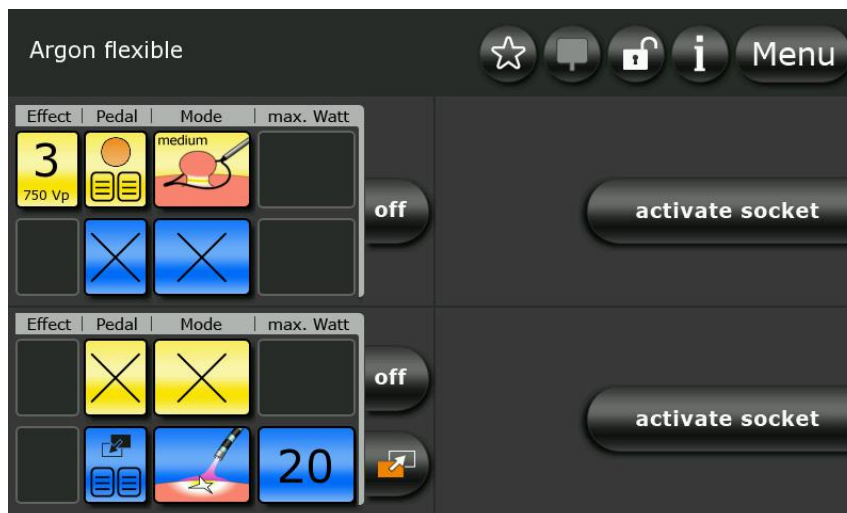 Argon flexible
i
Menu
Effect | Pedal | Mode | max. Watt
medium
3
750 Vp
off
activate socket
Effect | Pedal | Mode | max. Watt
off
activate socket
20